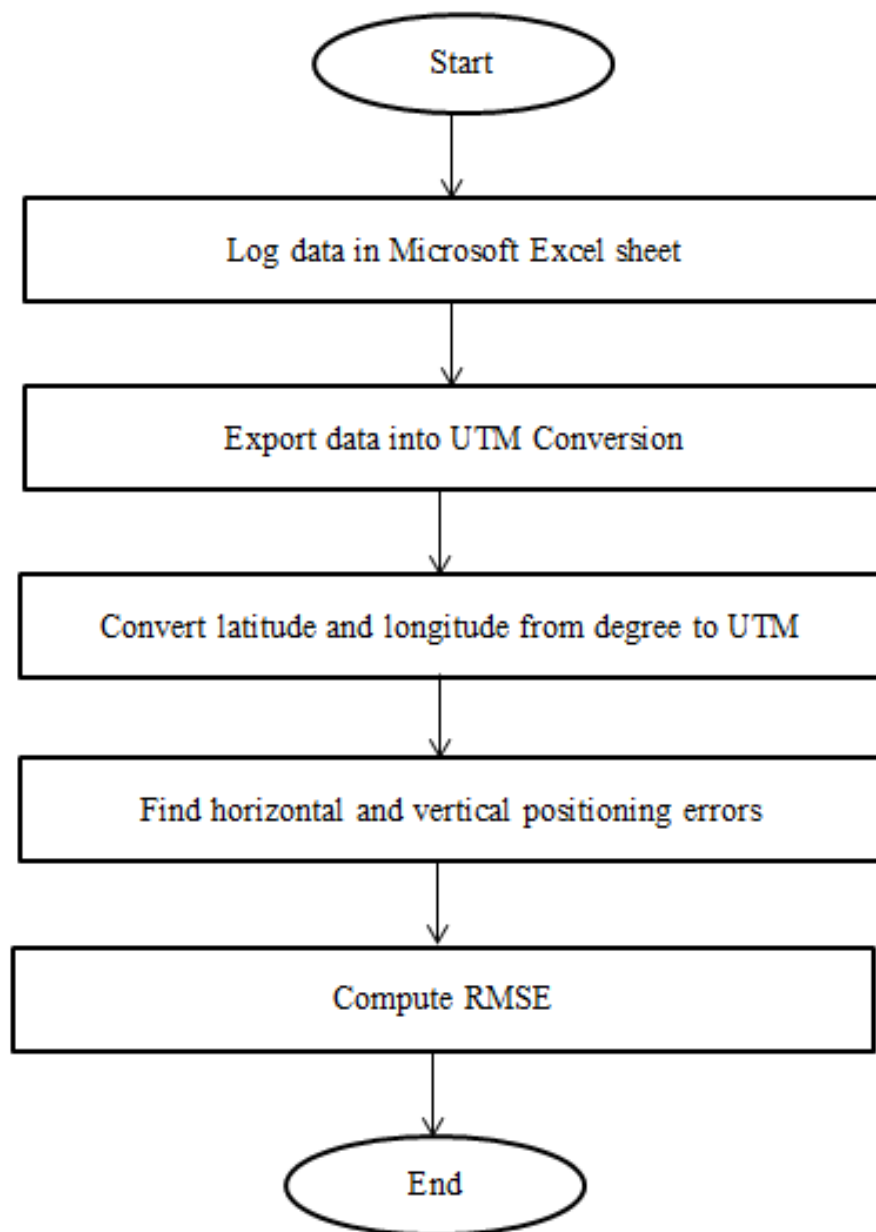 Start
Log data in Microsoft Excel sheet
Export data into UTM Conversion
Convert latitude and longitude from degree to UTM
Find horizontal and vertical positioning errors
Compute RMSE
End